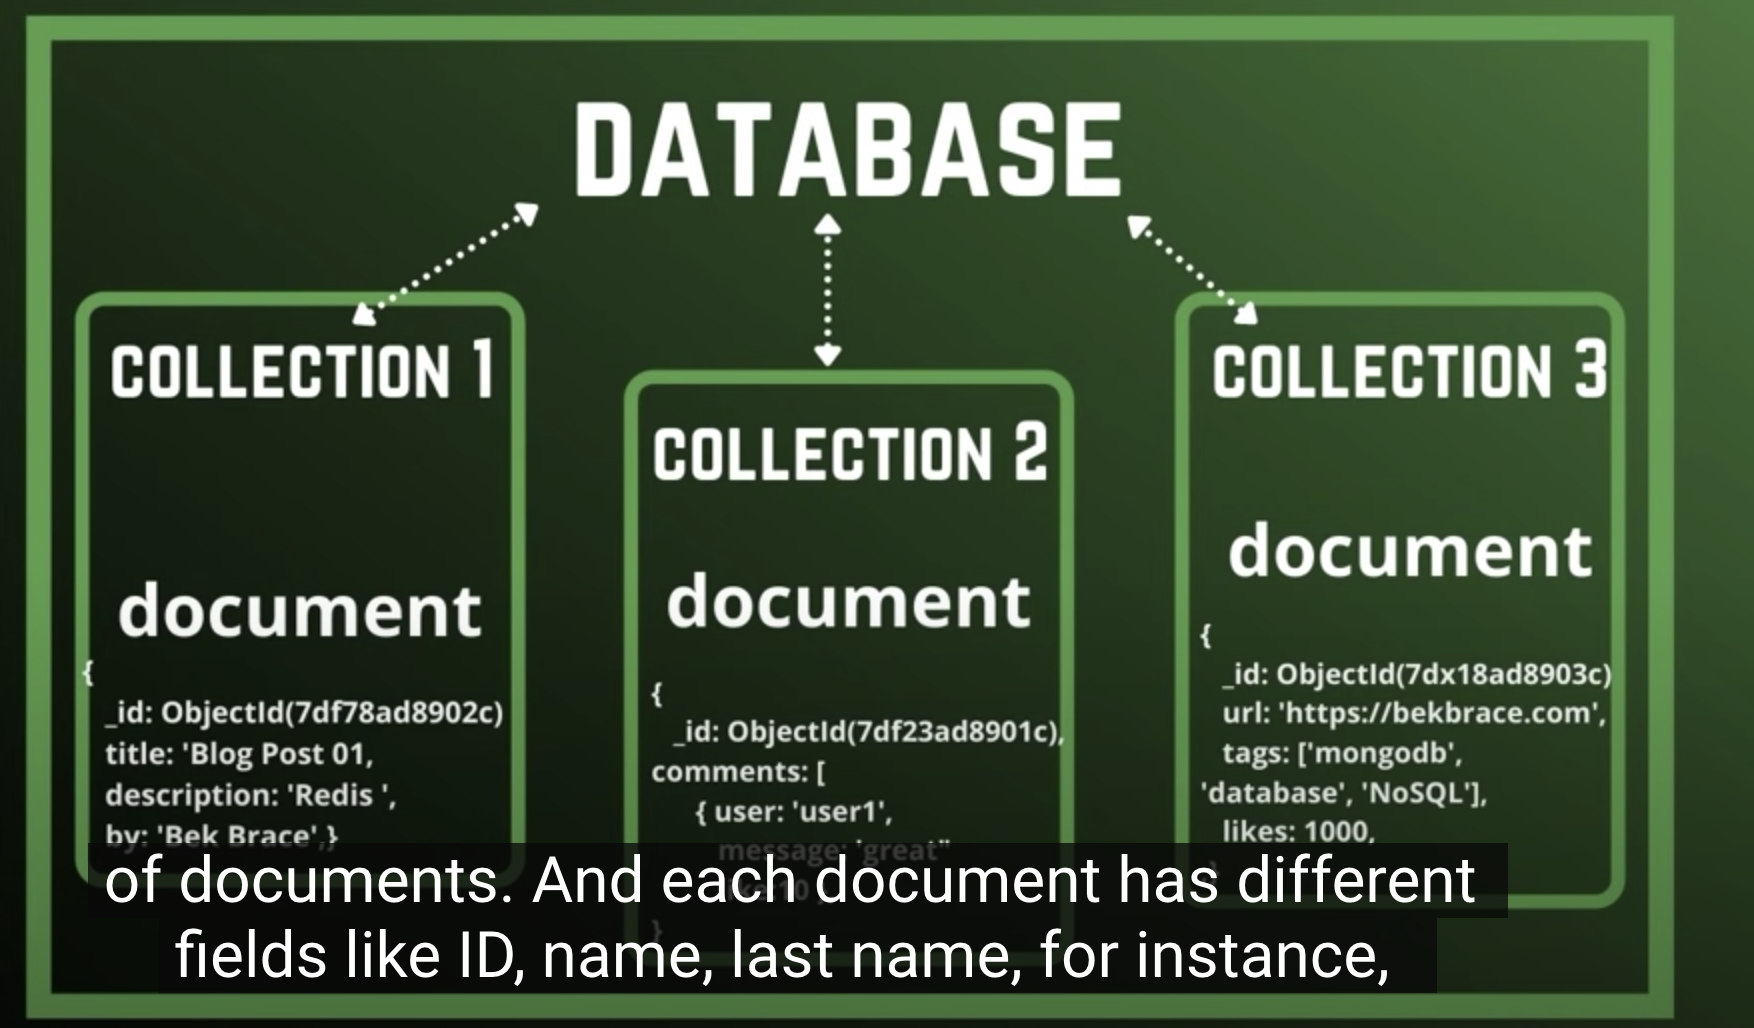 DATABASE
COLLECTION 1
document
{
_id: ObjectId(7df78ad8902c)
title: 'Blog Post 01,
description: 'Redis ',
by: 'Bek Brace',}
COLLECTION 2
document
{
_id: ObjectId(7df23ad8901c),
comments: [
{ user: 'user1',
message: 'great"
}
COLLECTION 3
document
{
_id: ObjectId(7dx18ad8903c)
url: 'https://bekbrace.com',
tags: ['mongodb',
'database', 'NoSQL'],
likes: 1000,
of documents. And each document has different
fields like ID, name, last name, for instance,